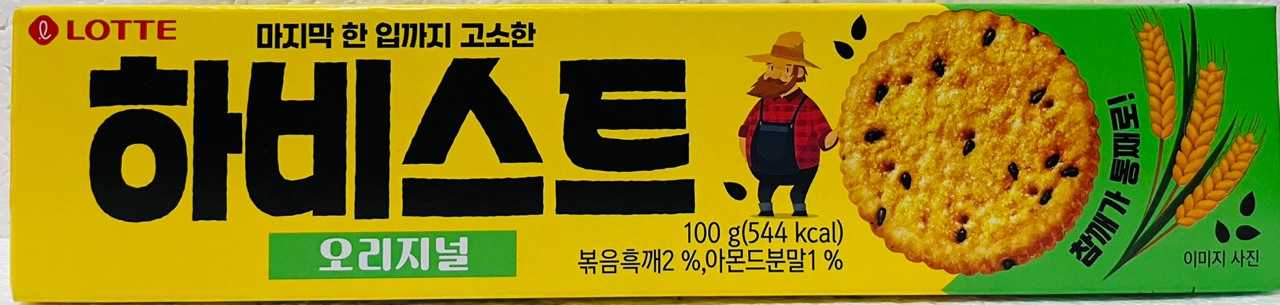 LOTTE
마지막 한 입까지 고소한
하비스트
오리지널
100 g(544 kcal)
볶음흑깨2 %,아몬드분말1 %
참깨가 톡째로!
이미지 사진